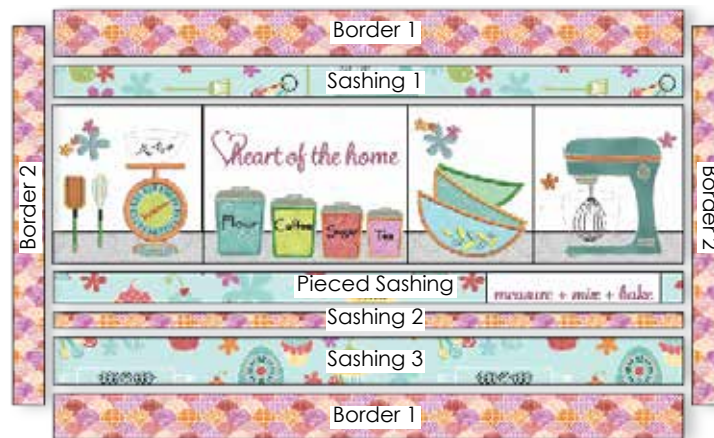 Border 1
Sashing 1
Border 2
heart of the home
Flour
Coffee
Sugar
Tea
Border 2
Pieced Sashing
measure + mix + bake
Sashing 2
Sashing 3
Border 1